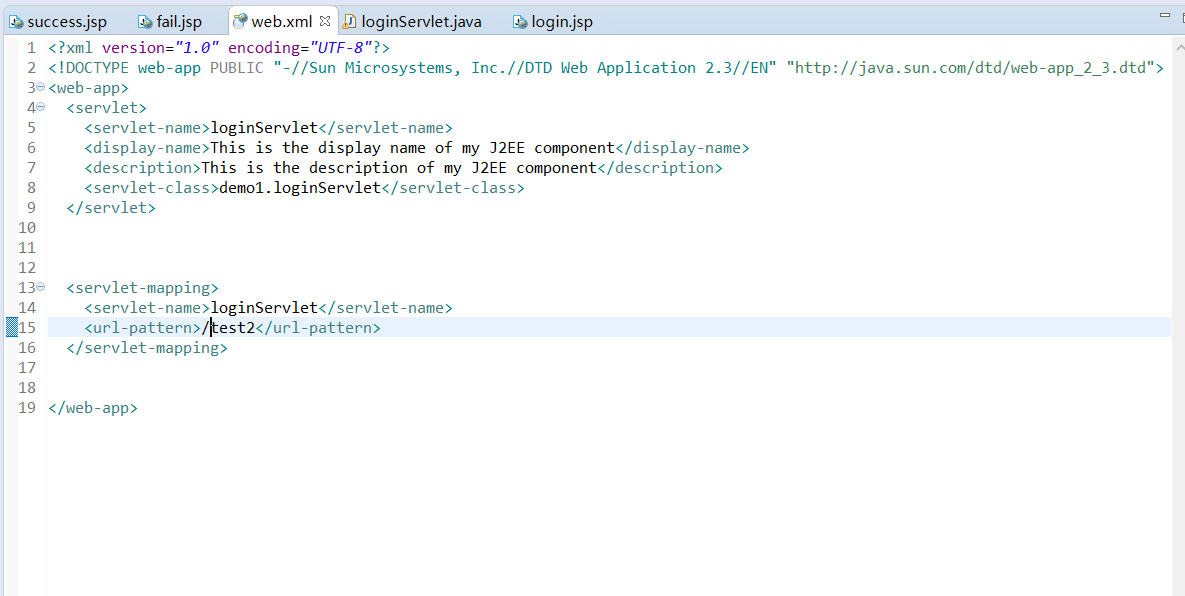 success.jsp fail.jsp web.xml loginServlet.java login.jsp
1 <?xml version="1.0" encoding="UTF-8"?>
2 <!DOCTYPE web-app PUBLIC "-//Sun Microsystems, Inc.//DTD Web Application 2.3//EN" "http://java.sun.com/dtd/web-app_2_3.dtd">
3 <web-app>
4 <servlet>
5 <servlet-name>loginServlet</servlet-name>
6 <display-name>This is the display name of my J2EE component</display-name>
7 <description>This is the description of my J2EE component</description>
8 <servlet-class>demo1.loginServlet</servlet-class>
9 </servlet>
10
11
12
13 <servlet-mapping>
14 <servlet-name>loginServlet</servlet-name>
15 <url-pattern>/test2</url-pattern>
16 </servlet-mapping>
17
18
19 </web-app>